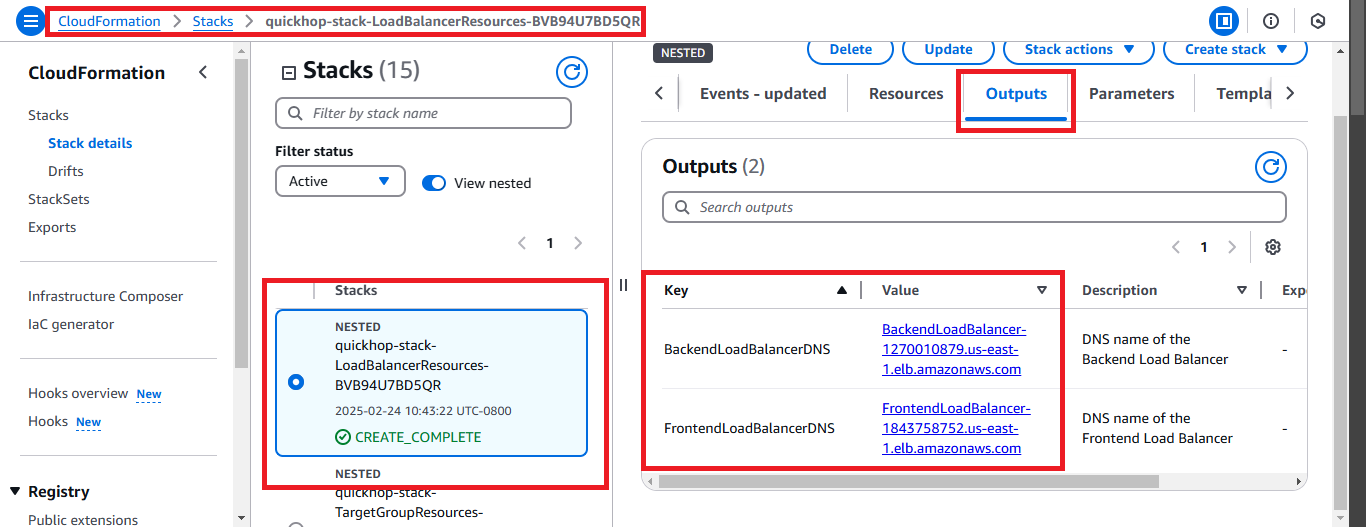 CloudFormation > Stacks > quickhop-stack-LoadBalancerResources-BVB94U7BD5QR
CloudFormation
Stacks
Stack details
Drifts
StackSets
Exports
Infrastructure Composer
IaC generator
Hooks overview New
Hooks New
Registry
Public extensions
Stacks (15)
Filter by stack name
Filter status
Active
View nested
1
Stacks
NESTED
quickhop-stack-
LoadBalancerResources-
BVB94U7BD5QR
2025-02-24 10:43:22 UTC-0800
CREATE_COMPLETE
NESTED
quickhop-stack-
TargetGroupResources-
NESTED
Delete
Update
Stack actions
Create stack
Events - updated
Resources
Outputs
Parameters
Templa
Outputs (2)
Search outputs
1
Key
Value
Description
Expo
BackendLoadBalancerDNS
BackendLoadBalancer-
1270010879.us-east-
1.elb.amazonaws.com
DNS name of the
Backend Load Balancer
-
FrontendLoadBalancerDNS
FrontendLoadBalancer-
1843758752.us-east-
1.elb.amazonaws.com
DNS name of the
Frontend Load Balancer
-